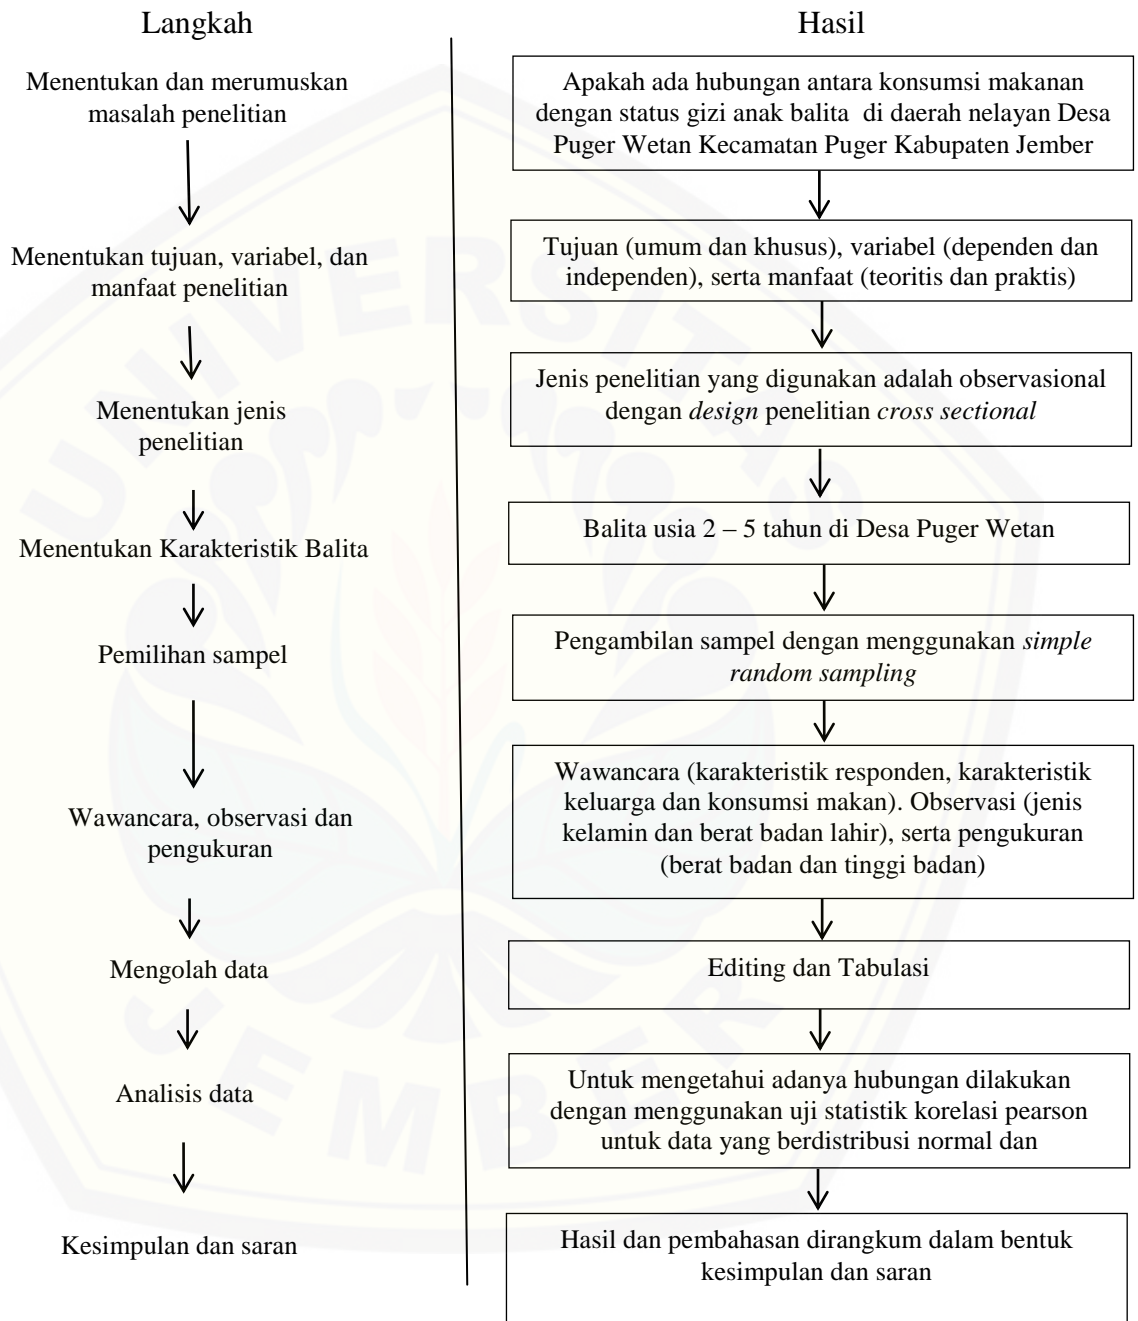 Langkah
Hasil
Menentukan dan merumuskan
masalah penelitian
Apakah ada hubungan antara konsumsi makanan
dengan status gizi anak balita di daerah nelayan Desa
Puger Wetan Kecamatan Puger Kabupaten Jember
Menentukan tujuan, variabel, dan
manfaat penelitian
Tujuan (umum dan khusus), variabel (dependen dan
independen), serta manfaat (teoritis dan praktis)
Menentukan jenis
penelitian
Jenis penelitian yang digunakan adalah observasional
dengan design penelitian cross sectional
Menentukan Karakteristik Balita
Balita usia 2 – 5 tahun di Desa Puger Wetan
Pemilihan sampel
Pengambilan sampel dengan menggunakan simple
random sampling
Wawancara, observasi dan
pengukuran
Wawancara (karakteristik responden, karakteristik
keluarga dan konsumsi makan). Observasi (jenis
kelamin dan berat badan lahir), serta pengukuran
(berat badan dan tinggi badan)
Mengolah data
Editing dan Tabulasi
Analisis data
Untuk mengetahui adanya hubungan dilakukan
dengan menggunakan uji statistik korelasi pearson
untuk data yang berdistribusi normal dan
Kesimpulan dan saran
Hasil dan pembahasan dirangkum dalam bentuk
kesimpulan dan saran
UNIVERSITAS
JEMBER